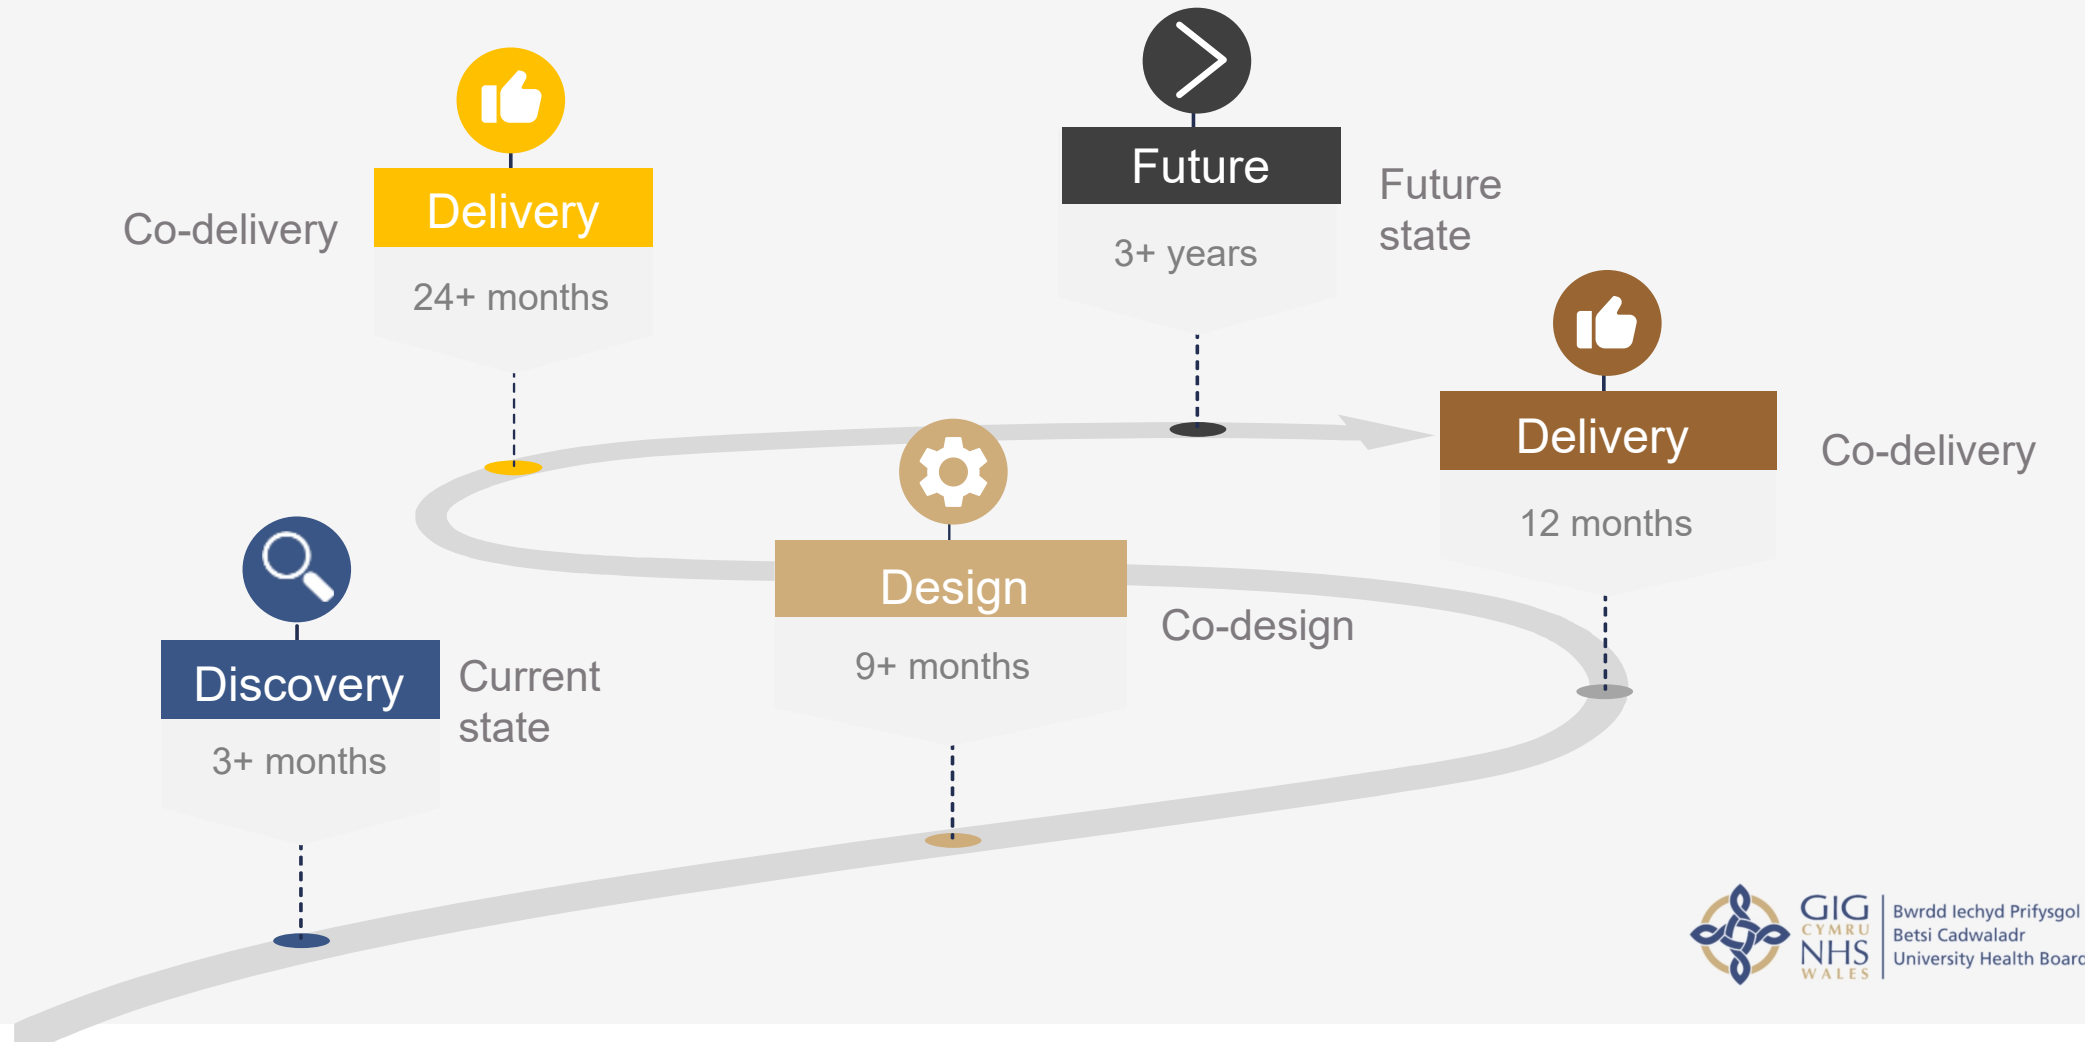 Delivery
Co-delivery
24+ months
Future
Future
state
3+ years
Delivery
Co-delivery
12 months
Design
Co-design
9+ months
Discovery
Current
state
3+ months
GIG
CYMRU
NHS
WALES
Bwrdd Iechyd Prifysgol
Betsi Cadwaladr
University Health Board